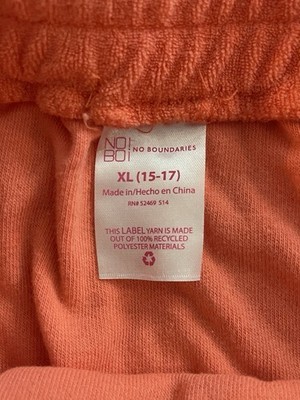 NO!
BO!
NO BOUNDARIES
XL (15-17)
Made in/Hecho en China
RN# 52469 S14
THIS LABEL YARN IS MADE
OUT OF 100% RECYCLED
POLYESTER MATERIALS